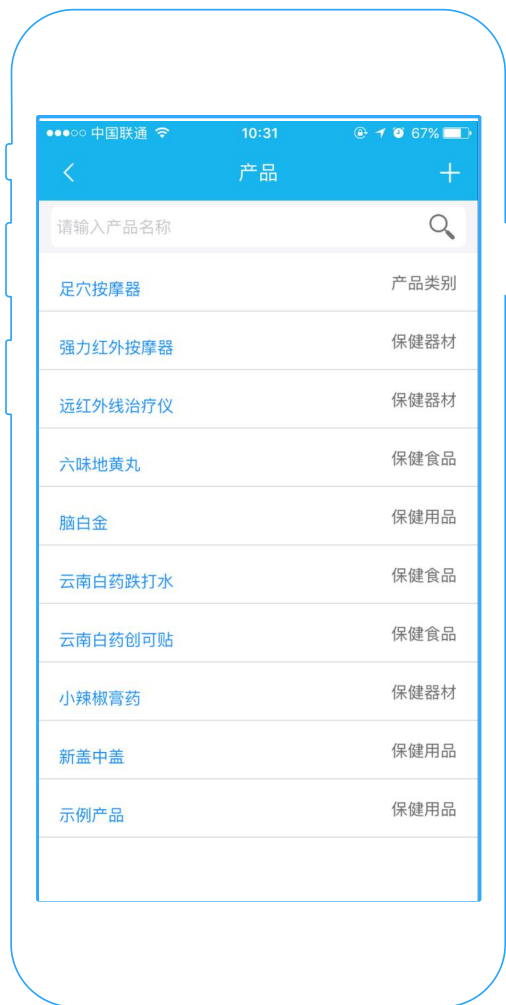 中国联通 10:31 67%
产品
请输入产品名称
足穴按摩器 产品类别
强力红外按摩器 保健器材
远红外线治疗仪 保健器材
六味地黄丸 保健食品
脑白金 保健用品
云南白药跌打水 保健食品
云南白药创可贴 保健食品
小辣椒膏药 保健器材
新盖中盖 保健用品
示例产品 保健用品